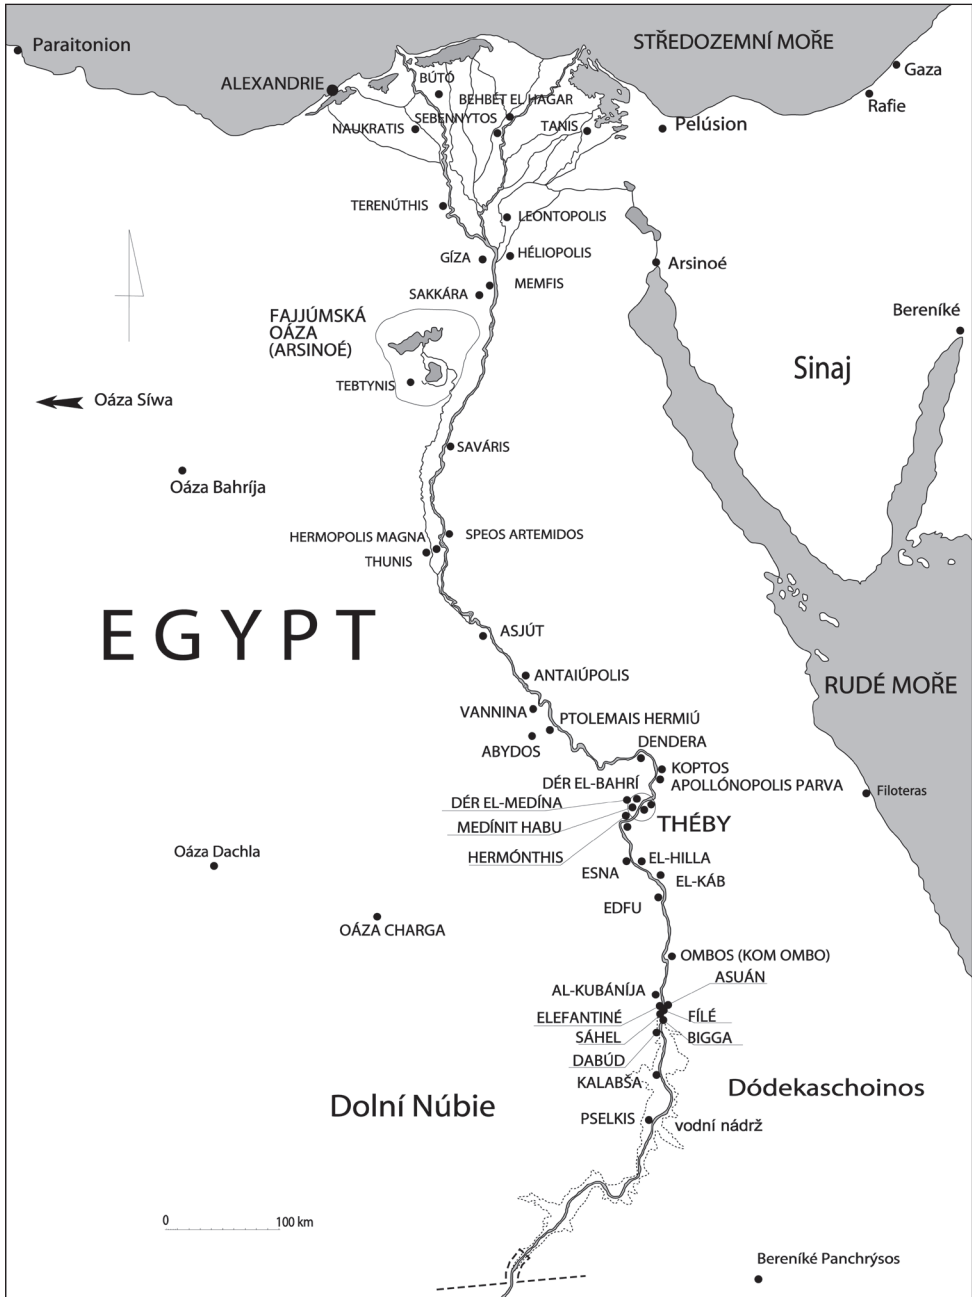 Paraitonion
STŘEDOZEMNÍ MOŘE
Gaza
ALEXANDRIE
BÚTÓ
BEHBÉT EL HAGAR
Rafie
NAUKRATIS
SEBENNYTOS
TANIS
Pelúsion
TERENÚTHIS
LEONTOPOLIS
GÍZA
HÉLIOPOLIS
Arsinoé
SAKKÁRA
MEMFIS
FAJJÚMSKÁ
OÁZA
(ARSINOÉ)
Bereníké
TEBTYNIS
Sinaj
Oáza Síwa
SAVÁRIS
Oáza Bahríja
HERMOPOLIS MAGNA
SPEOS ARTEMIDOS
THUNIS
EGYPT
ASJÚT
ANTAIÚPOLIS
RUDÉ MOŘE
VANNINA
PTOLEMAIS HERMIÚ
ABYDOS
DENDERA
KOPTOS
DÉR EL-BAHRÍ
APOLLÓNOPOLIS PARVA
Filoteras
DÉR EL-MEDÍNA
MEDÍNIT HABU
THÉBY
HERMÓNTHIS
Oáza Dachla
ESNA
EL-HILLA
EL-KÁB
EDFU
OÁZA CHARGA
OMBOS (KOM OMBO)
ASUÁN
AL-KUBÁNÍJA
ELEFANTINÉ
FÍLÉ
SÁHEL
BIGGA
DABÚD
KALABŠA
Dódekaschoinos
Dolní Núbie
PSELKIS
vodní nádrž
0 100 km
Bereníké Panchrýsos